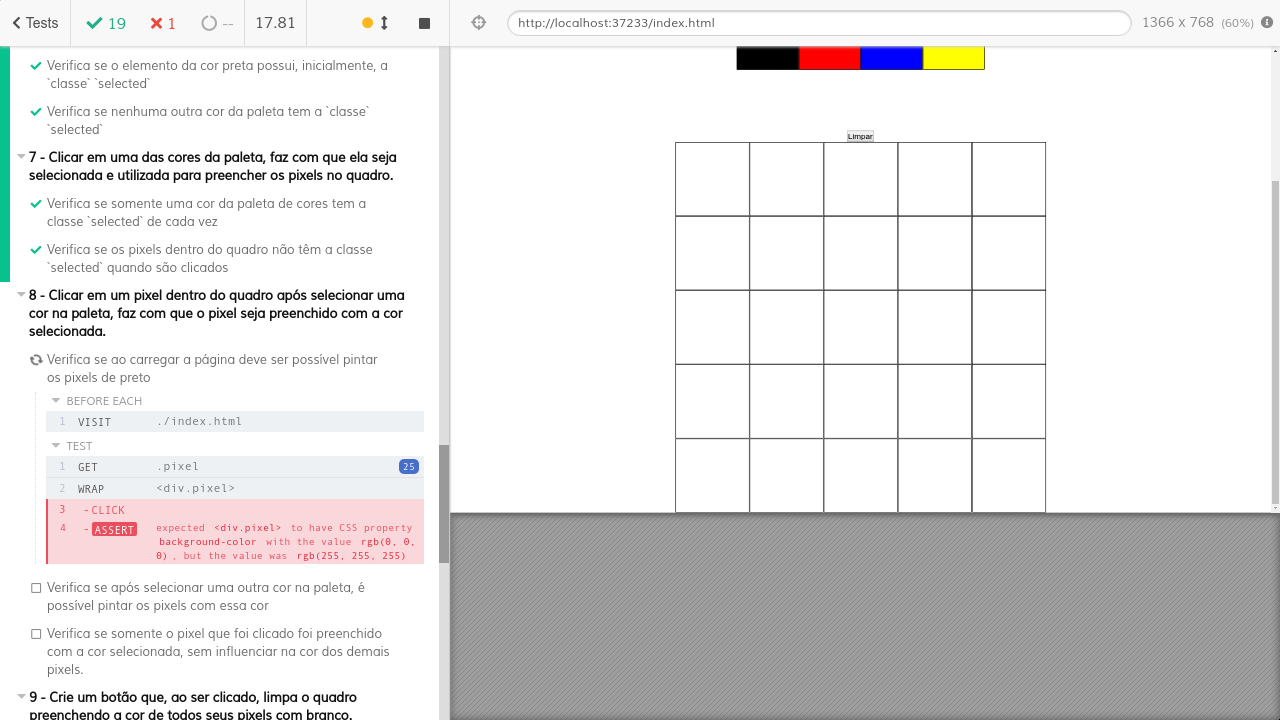 Tests 19 1 -- 17.81 http://localhost:37233/index.html 1366 x 768 (60%)
Verifica se o elemento da cor preta possui, inicialmente, a
`classe` `selected`
Verifica se nenhuma outra cor da paleta tem a `classe`
`selected`
7 - Clicar em uma das cores da paleta, faz com que ela seja
selecionada e utilizada para preencher os pixels no quadro.
Verifica se somente uma cor da paleta de cores tem a
classe `selected` de cada vez
Verifica se os pixels dentro do quadro não têm a classe
`selected` quando são clicados
8 - Clicar em um pixel dentro do quadro após selecionar uma
cor na paleta, faz com que o pixel seja preenchido com a cor
selecionada.
Verifica se ao carregar a página deve ser possível pintar
os pixels de preto
BEFORE EACH
1 VISIT ./index.html
TEST
1 GET .pixel 25
2 WRAP <div.pixel>
3 -CLICK
4 -ASSERT expected <div.pixel> to have CSS property
background-color with the value rgb(0, 0,
0) , but the value was rgb(255, 255, 255)
Verifica se após selecionar uma outra cor na paleta, é
possível pintar os pixels com essa cor
Verifica se somente o pixel que foi clicado foi preenchido
com a cor selecionada, sem influenciar na cor dos demais
pixels.
9 - Crie um botão que, ao ser clicado, limpa o quadro
preenchendo a cor de todos seus pixels com branco.
Limpar